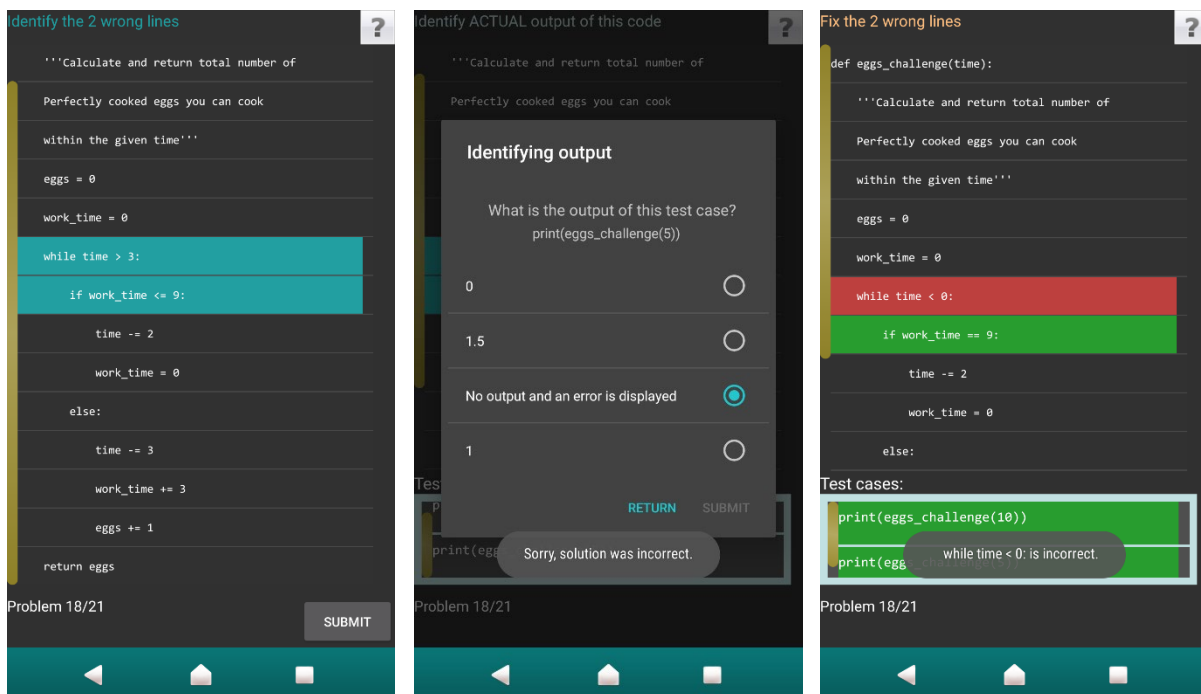 Identify the 2 wrong lines
?
'''Calculate and return total number of
Perfectly cooked eggs you can cook
within the given time'''
eggs = 0
work_time = 0
while time > 3:
if work_time <= 9:
time -= 2
work_time = 0
else:
time -= 3
work_time += 3
eggs += 1
return eggs
Problem 18/21
SUBMIT
Identify ACTUAL output of this code
?
'''Calculate and return total number of
Perfectly cooked eggs you can cook
Identifying output
What is the output of this test case?
print(eggs_challenge(5))
0
1.5
No output and an error is displayed
1
RETURN
SUBMIT
Tes
print(egg
Sorry, solution was incorrect.
Problem 18/21
Fix the 2 wrong lines
?
def eggs_challenge(time):
'''Calculate and return total number of
Perfectly cooked eggs you can cook
within the given time'''
eggs = 0
work_time = 0
while time < 0:
if work_time == 9:
time -= 2
work_time = 0
else:
Test cases:
print(eggs_challenge(10))
print(eggs_challenge(5))
while time < 0: is incorrect.
Problem 18/21